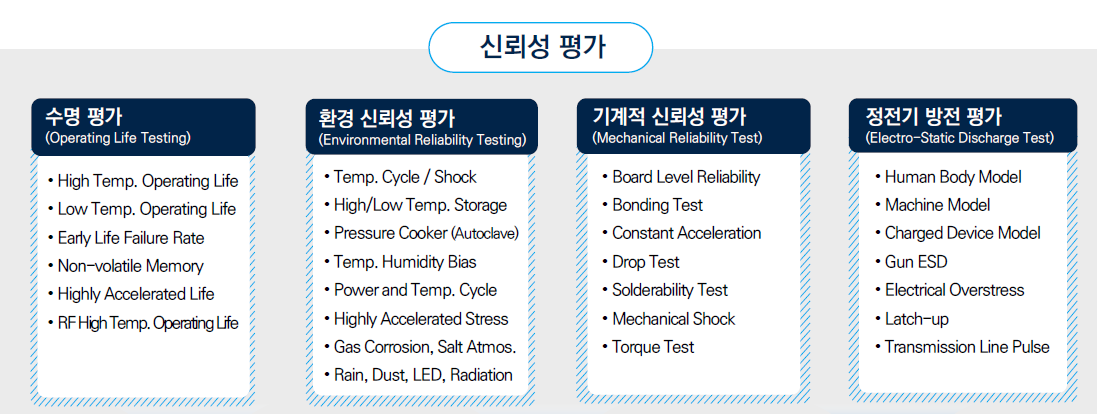 신뢰성 평가
수명 평가
(Operating Life Testing)
• High Temp. Operating Life
• Low Temp. Operating Life
• Early Life Failure Rate
• Non-volatile Memory
• Highly Accelerated Life
• RF High Temp. Operating Life
환경 신뢰성 평가
(Environmental Reliability Testing)
• Temp. Cycle / Shock
• High/Low Temp. Storage
• Pressure Cooker (Autoclave)
• Temp. Humidity Bias
• Power and Temp. Cycle
• Highly Accelerated Stress
• Gas Corrosion, Salt Atmos.
• Rain, Dust, LED, Radiation
기계적 신뢰성 평가
(Mechanical Reliability Test)
• Board Level Reliability
• Bonding Test
• Constant Acceleration
• Drop Test
• Solderability Test
• Mechanical Shock
• Torque Test
정전기 방전 평가
(Electro-Static Discharge Test)
• Human Body Model
• Machine Model
• Charged Device Model
• Gun ESD
• Electrical Overstress
• Latch-up
• Transmission Line Pulse